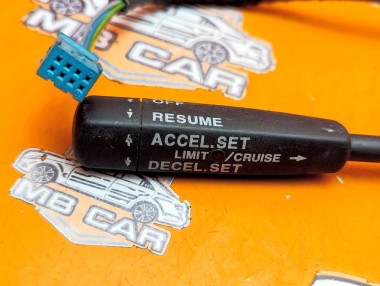 MB CAR
OFF
RESUME
ACCEL.SET
LIMIT /CRUISE
DECEL.SET
MB CAR